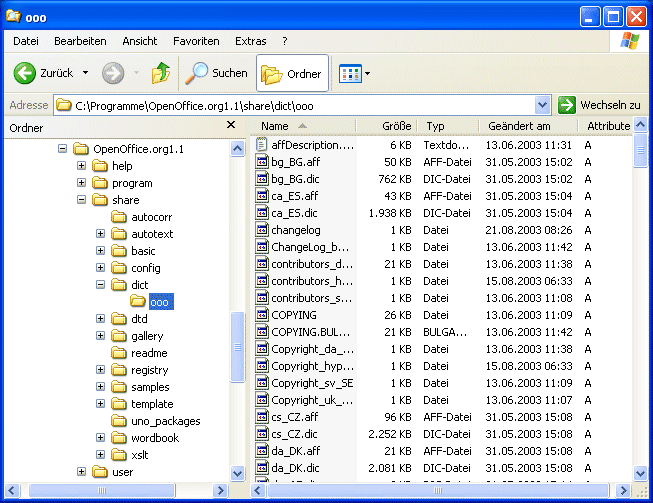 ooo
Datei Bearbeiten Ansicht Favoriten Extras ?
Zurück Suchen Ordner
Adresse C:\Programme\OpenOffice.org1.1\share\dict\ooo Wechseln zu
Ordner
OpenOffice.org1.1
help
program
share
autocorr
autotext
basic
config
dict
ooo
dtd
gallery
readme
registry
samples
template
uno_packages
wordbook
xslt
user
Name Größe Typ Geändert am Attribute
affDescription.... 6 KB Textdo... 13.06.2003 11:31 A
bg_BG.aff 50 KB AFF-Datei 31.05.2003 15:02 A
bg_BG.dic 762 KB DIC-Datei 31.05.2003 15:02 A
ca_ES.aff 43 KB AFF-Datei 31.05.2003 15:04 A
ca_ES.dic 1.938 KB DIC-Datei 31.05.2003 15:04 A
changelog 1 KB Datei 21.08.2003 08:26 A
ChangeLog_b... 1 KB Datei 13.06.2003 11:42 A
contributors_d... 21 KB Datei 13.06.2003 11:38 A
contributors_h... 1 KB Datei 15.08.2003 06:33 A
contributors_s... 1 KB Datei 13.06.2003 11:08 A
COPYING 26 KB Datei 13.06.2003 11:09 A
COPYING.BUL... 21 KB BULGA... 13.06.2003 11:42 A
Copyright_da_... 1 KB Datei 13.06.2003 11:38 A
Copyright_hyp... 1 KB Datei 15.08.2003 06:33 A
Copyright_sv_SE 1 KB Datei 13.06.2003 11:09 A
Copyright_uk_... 1 KB Datei 13.06.2003 11:07 A
cs_CZ.aff 96 KB AFF-Datei 31.05.2003 15:08 A
cs_CZ.dic 2.252 KB DIC-Datei 31.05.2003 15:08 A
da_DK.aff 21 KB AFF-Datei 31.05.2003 15:08 A
da_DK.dic 2.081 KB DIC-Datei 31.05.2003 15:08 A